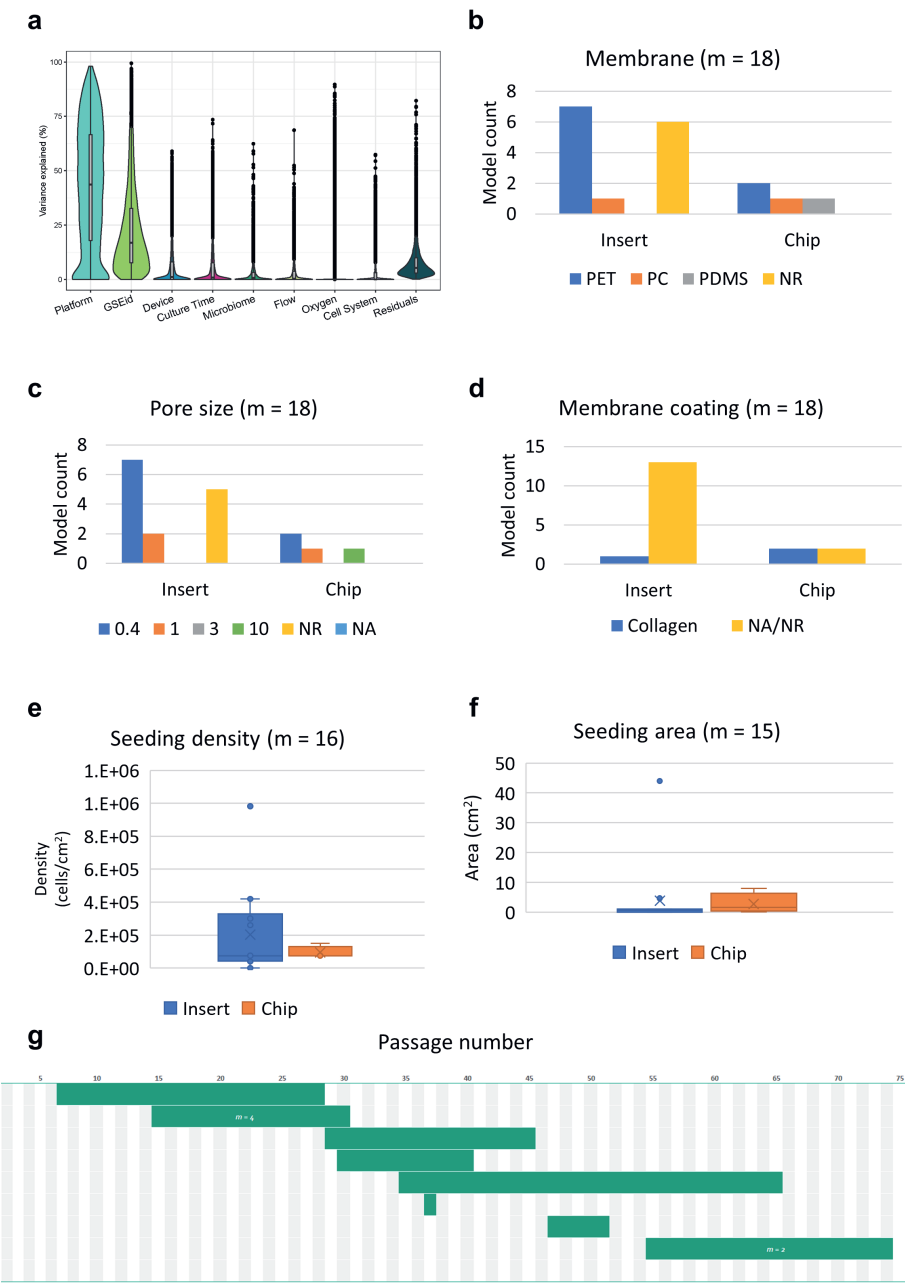 a
Variance explained (%)
100
75
50
25
0
Platform
GSEid
Device
Culture Time
Microbiome
Flow
Oxygen
Cell System
Residuals
b
Membrane (m = 18)
Model count
8
6
4
2
0
Insert
Chip
PET PC PDMS NR
c
Pore size (m = 18)
Model count
8
6
4
2
0
Insert
Chip
0.4 1 3 10 NR NA
d
Membrane coating (m = 18)
Model count
15
10
5
0
Insert
Chip
Collagen NA/NR
e
Seeding density (m = 16)
Density
(cells/cm²)
1.E+06
1.E+06
8.E+05
6.E+05
4.E+05
2.E+05
0.E+00
Insert Chip
f
Seeding area (m = 15)
Area (cm²)
50
40
30
20
10
0
Insert Chip
g
Passage number
5 10 15 20 25 30 35 40 45 50 55 60 65 70 75
m = 4
m = 2